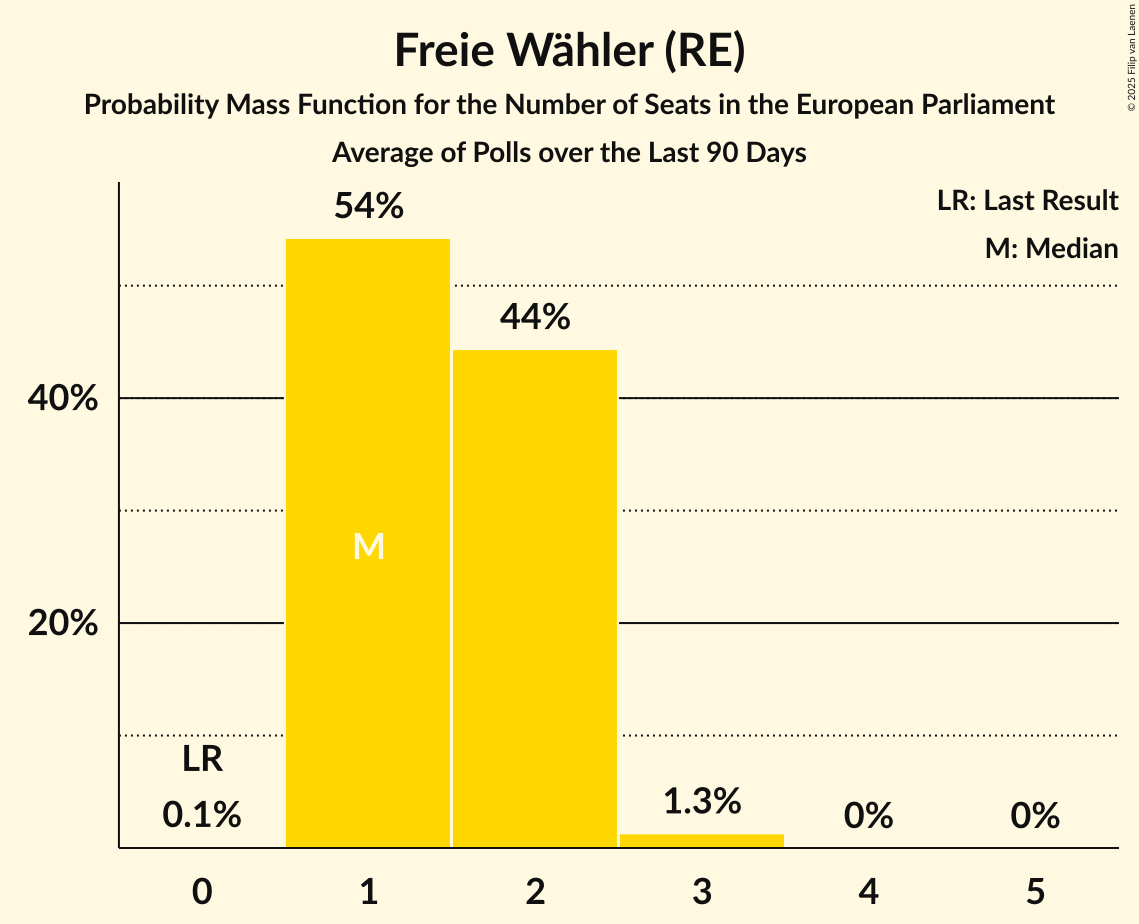 Freie Wähler (RE)
Probability Mass Function for the Number of Seats in the European Parliament
Average of Polls over the Last 90 Days
© 2025 Filip van Laenen
LR: Last Result
M: Median
54%
44%
40%
M
20%
LR
0.1%
1.3%
0%
0%
0
1
2
3
4
5